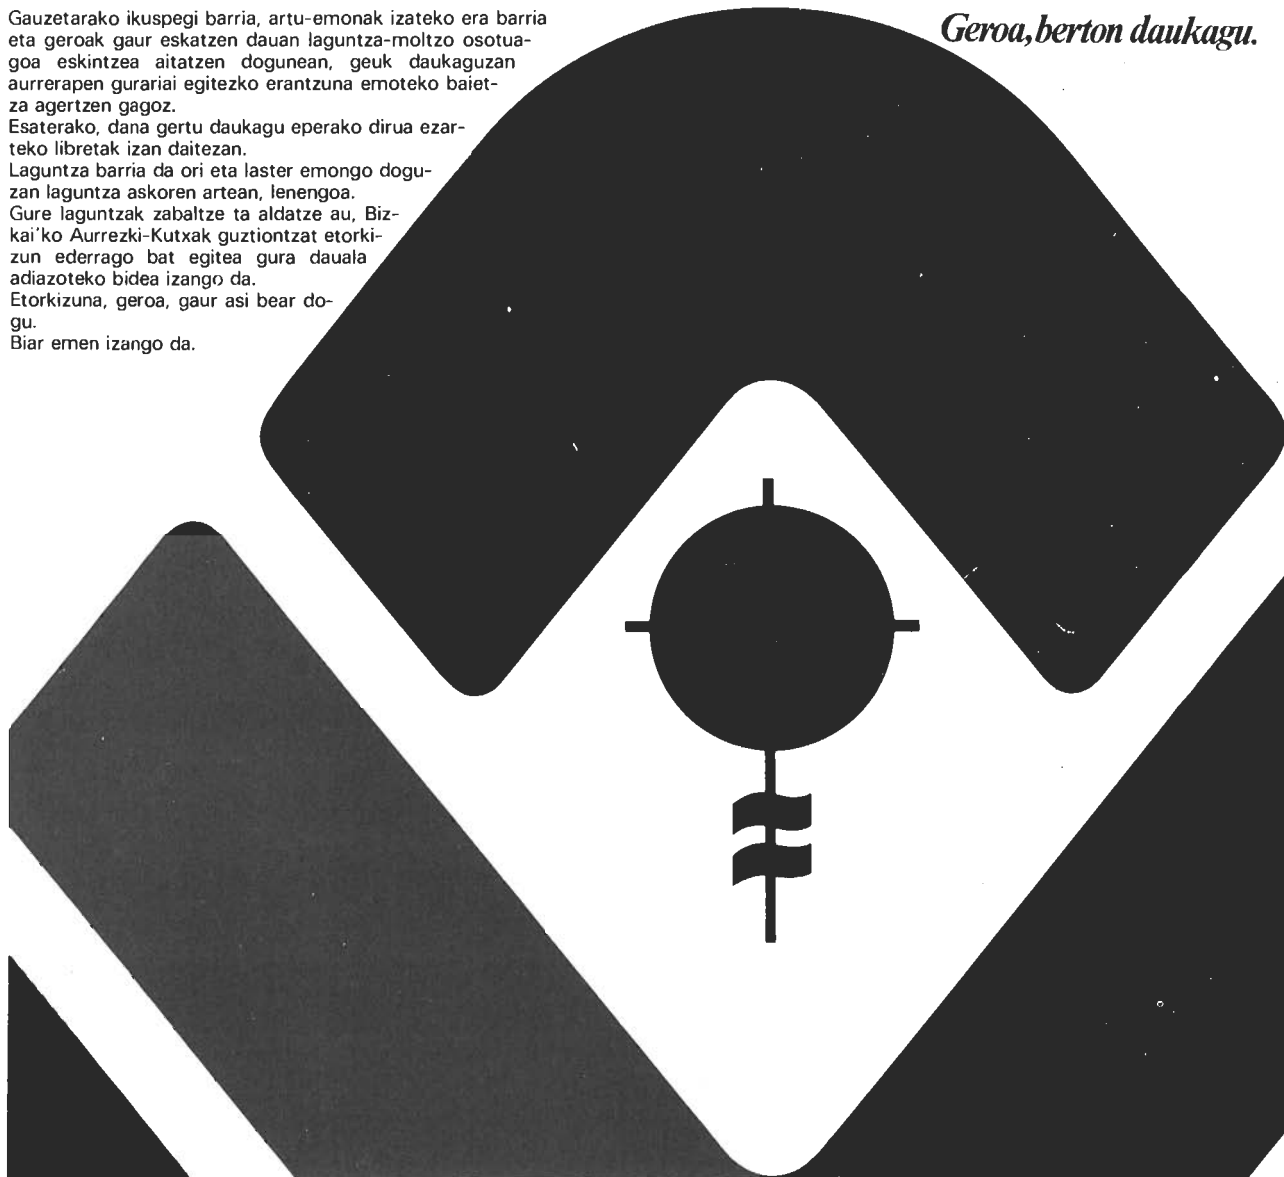 Gauzetarako ikuspegi barria, artu-emonak izateko era barria
eta geroak gaur eskatzen dauan laguntza-moltzo osotua-
goa eskintzea aitatzen dogunean, geuk daukaguzan
aurrerapen gurariai egitezko erantzuna emoteko baiet-
za agertzen gagoz.
Esaterako, dana gertu daukagu eperako dirua ezar-
teko libretak izan daitezan.
Laguntza barria da ori eta laster emongo dogu-
zan laguntza askoren artean, lenengoa.
Gure laguntzak zabaltze ta aldatze au, Biz-
kai'ko Aurrezki-Kutxak guztiontzat etorki-
zun ederrago bat egitea gura dauala
adiazoteko bidea izango da.
Etorkizuna, geroa, gaur asi bear do-
gu.
Biar emen izango da.
Geroa, berton daukagu.